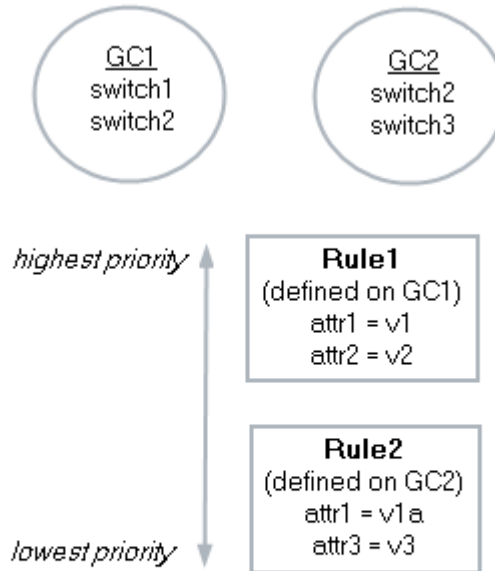 GC1
switch1
switch2
GC2
switch2
switch3
highest priority
Rule1
(defined on GC1)
attr1 = v1
attr2 = v2
Rule2
(defined on GC2)
attr1 = v1a
attr3 = v3
lowest priority